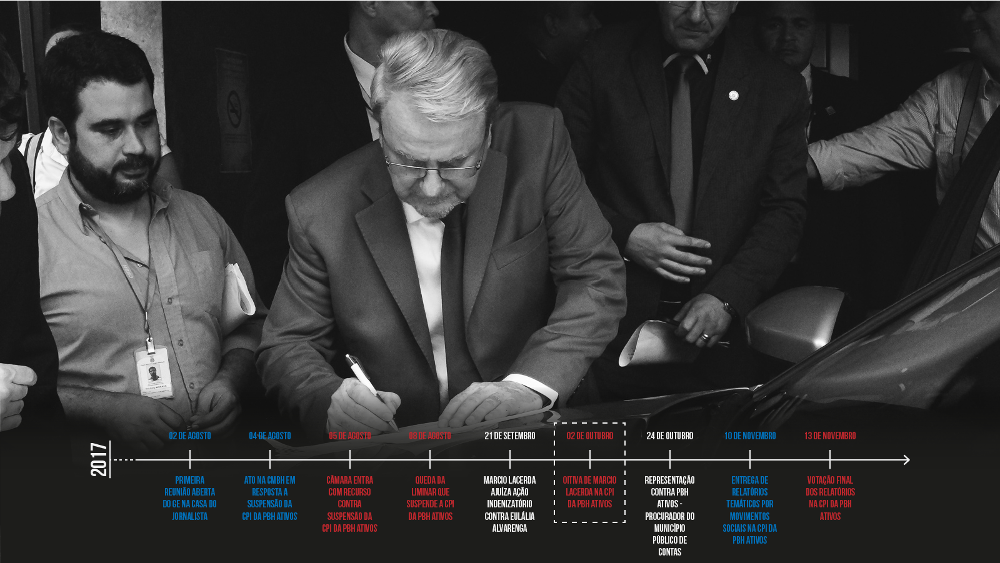 THIAGO MORAES
2017
02 DE AGOSTO
PRIMEIRA
REUNIÃO ABERTA
DO GE NA CASA DO
JORNALISTA
04 DE AGOSTO
ATO NA CMBH EM
RESPOSTA A
SUSPENSÃO DA
CPI DA PBH ATIVOS
05 DE AGOSTO
CÂMARA ENTRA
COM RECURSO
CONTRA
SUSPENSÃO DA
CPI DA PBH ATIVOS
08 DE AGOSTO
QUEDA DA
LIMINAR QUE
SUSPENDE A CPI
DA PBH ATIVOS
21 DE SETEMBRO
MARCIO LACERDA
AJUÍZA AÇÃO
INDENIZATÓRIO
CONTRA EULÁLIA
ALVARENGA
02 DE OUTUBRO
OITIVA DE MARCIO
LACERDA NA CPI
DA PBH ATIVOS
24 DE OUTUBRO
REPRESENTAÇÃO
CONTRA PBH
ATIVOS -
PROCURADOR DO
MUNICÍPIO
PÚBLICO DE
CONTAS
10 DE NOVEMBRO
ENTREGA DE
RELATÓRIOS
TEMÁTICOS POR
MOVIMENTOS
SOCIAIS NA CPI DA
PBH ATIVOS
13 DE NOVEMBRO
VOTAÇÃO FINAL
DOS RELATÓRIOS
NA CPI DA PBH
ATIVOS